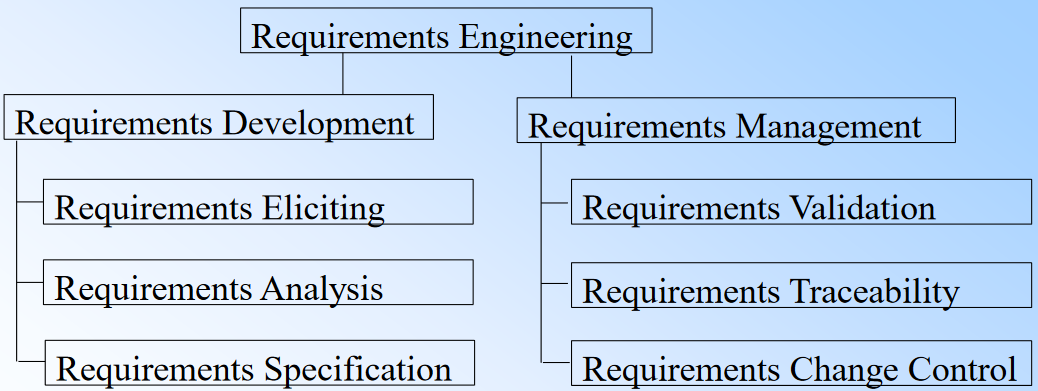 Requirements Engineering
Requirements Development
Requirements Management
Requirements Eliciting
Requirements Validation
Requirements Analysis
Requirements Traceability
Requirements Specification
Requirements Change Control